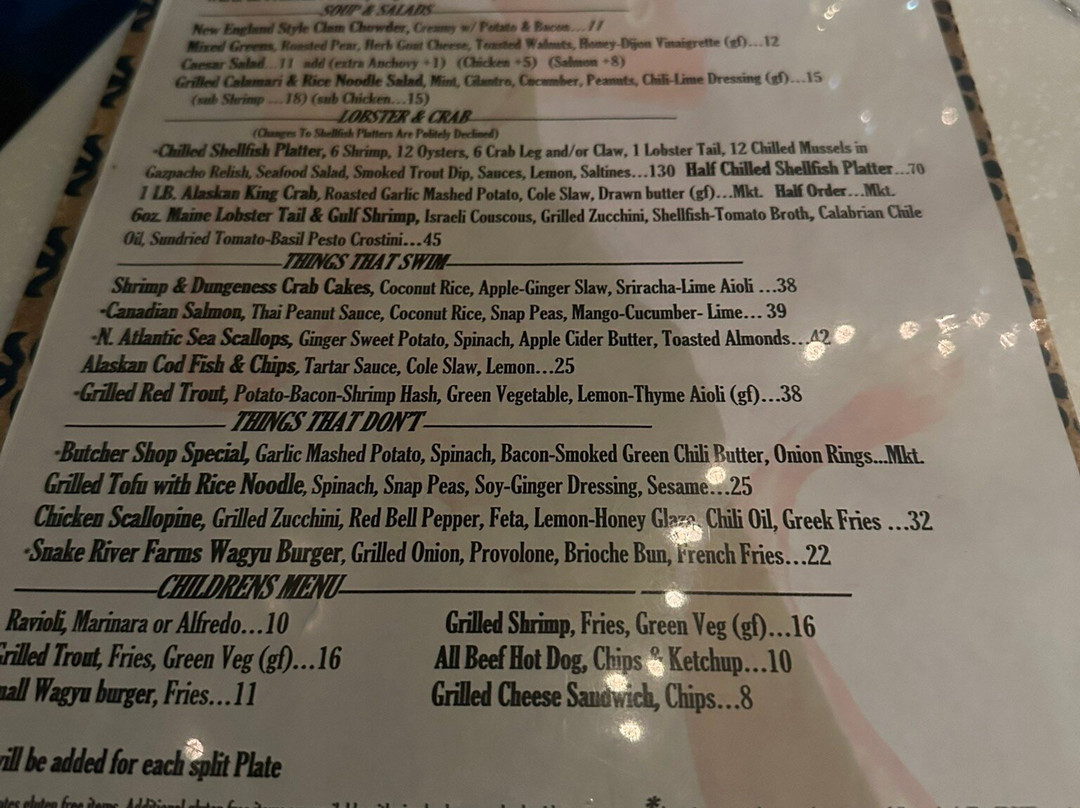 SOUP & SALADS
New England Style Clam Chowder, Creamy w/ Potato & Bacon...11
Mixed Greens, Roasted Pear, Herb Goat Cheese, Toasted Walnuts, Honey-Dijon Vinaigrette (gf)...12
Caesar Salad...11 add (extra Anchovy +1) (Chicken +5) (Salmon +8)
Grilled Calamari & Rice Noodle Salad, Mint, Cilantro, Cucumber, Peanuts, Chili-Lime Dressing (gf)...15
(sub Shrimp ...18) (sub Chicken...15)
LOBSTER & CRAB
(Changes To Shellfish Platters Are Politely Declined)
*Chilled Shellfish Platter, 6 Shrimp, 12 Oysters, 6 Crab Leg and/or Claw, 1 Lobster Tail, 12 Chilled Mussels in
Gazpacho Relish, Seafood Salad, Smoked Trout Dip, Sauces, Lemon, Saltines...130 Half Chilled Shellfish Platter...70
1 LB. Alaskan King Crab, Roasted Garlic Mashed Potato, Cole Slaw, Drawn butter (gf)...Mkt. Half Order...Mkt.
6oz. Maine Lobster Tail & Gulf Shrimp, Israeli Couscous, Grilled Zucchini, Shellfish-Tomato Broth, Calabrian Chile
Oil, Sundried Tomato-Basil Pesto Crostini...45
THINGS THAT SWIM
Shrimp & Dungeness Crab Cakes, Coconut Rice, Apple-Ginger Slaw, Sriracha-Lime Aioli ...38
*Canadian Salmon, Thai Peanut Sauce, Coconut Rice, Snap Peas, Mango-Cucumber- Lime... 39
*N. Atlantic Sea Scallops, Ginger Sweet Potato, Spinach, Apple Cider Butter, Toasted Almonds...42
Alaskan Cod Fish & Chips, Tartar Sauce, Cole Slaw, Lemon...25
*Grilled Red Trout, Potato-Bacon-Shrimp Hash, Green Vegetable, Lemon-Thyme Aioli (gf)...38
THINGS THAT DON'T
*Butcher Shop Special, Garlic Mashed Potato, Spinach, Bacon-Smoked Green Chili Butter, Onion Rings...Mkt.
Grilled Tofu with Rice Noodle, Spinach, Snap Peas, Soy-Ginger Dressing, Sesame...25
Chicken Scallopine, Grilled Zucchini, Red Bell Pepper, Feta, Lemon-Honey Glaze, Chili Oil, Greek Fries ...32
*Snake River Farms Wagyu Burger, Grilled Onion, Provolone, Brioche Bun, French Fries...22
CHILDRENS MENU
Ravioli, Marinara or Alfredo...10
Grilled Shrimp, Fries, Green Veg (gf)...16
Grilled Trout, Fries, Green Veg (gf)...16
All Beef Hot Dog, Chips & Ketchup...10
mall Wagyu burger, Fries...11
Grilled Cheese Sandwich, Chips...8
will be added for each split Plate
gluten free items. Additional gluten free